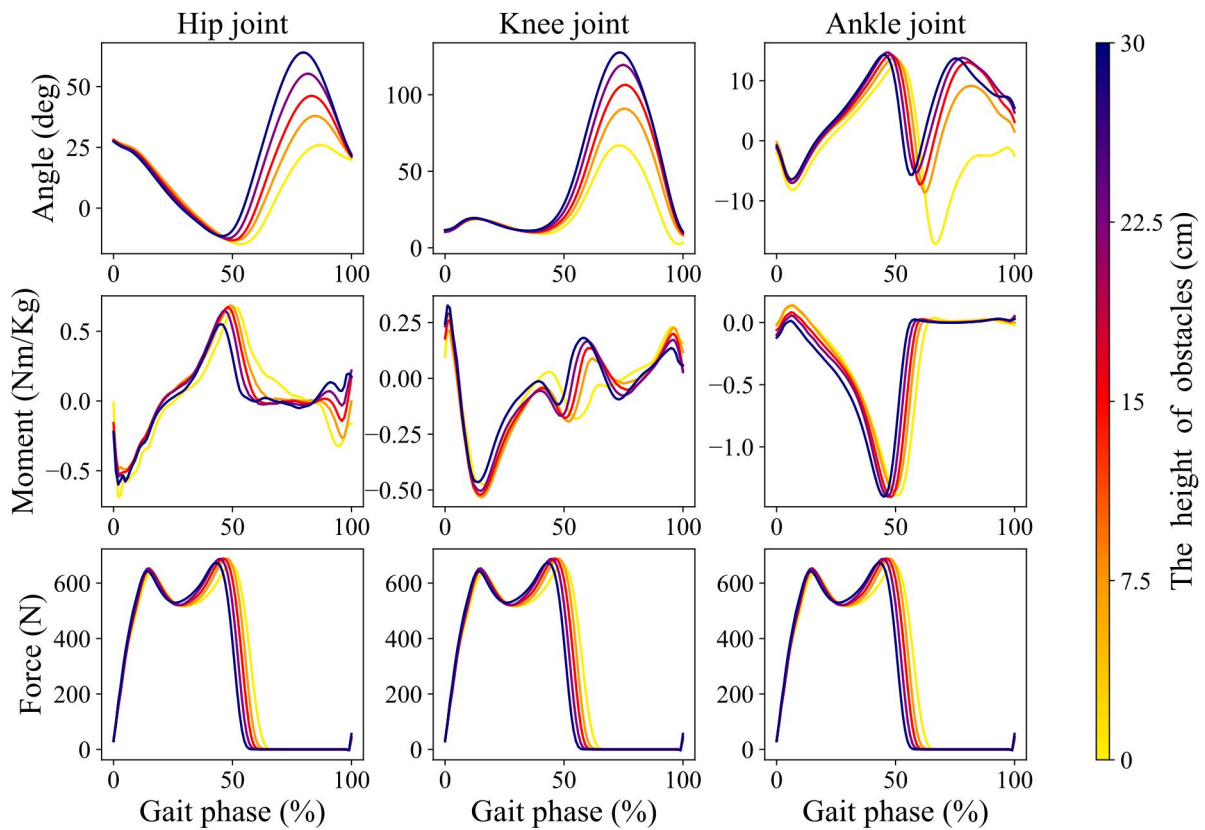 Hip joint Knee joint Ankle joint
Angle (deg)
50
25
0
0 50 100
100
50
0
0 50 100
10
0
−10
0 50 100
Moment (Nm/Kg)
0.5
0.0
−0.5
0 50 100
0.25
0.00
−0.25
−0.50
0 50 100
0.0
−0.5
−1.0
0 50 100
Force (N)
600
400
200
0
0 50 100
600
400
200
0
0 50 100
600
400
200
0
0 50 100
Gait phase (%) Gait phase (%) Gait phase (%)
30
22.5
15
7.5
0
The height of obstacles (cm)